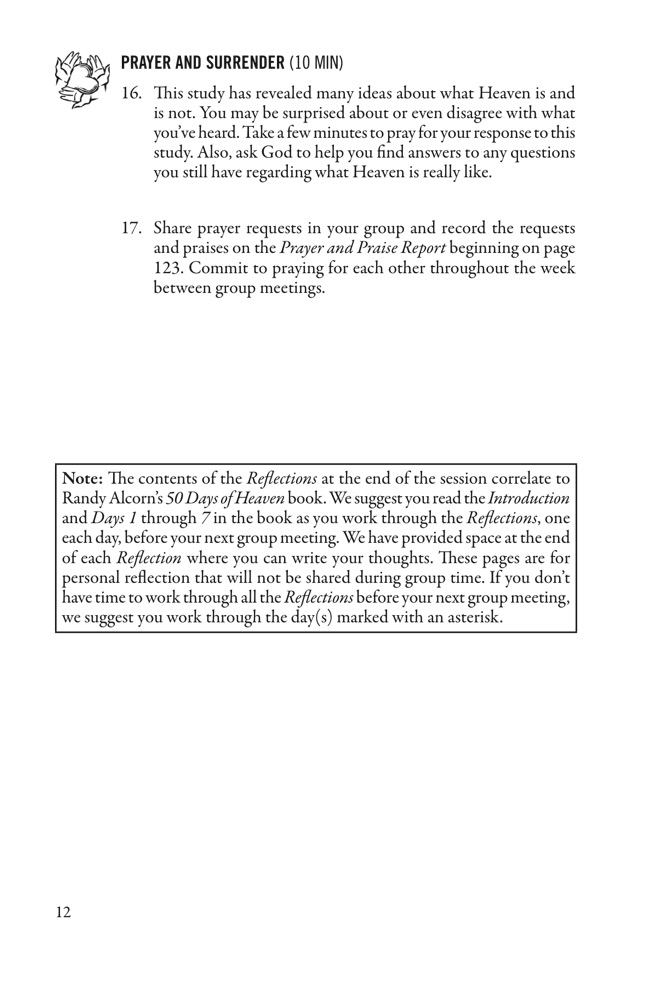 PRAYER AND SURRENDER (10 MIN)
16. This study has revealed many ideas about what Heaven is and
is not. You may be surprised about or even disagree with what
you’ve heard. Take a few minutes to pray for your response to this
study. Also, ask God to help you find answers to any questions
you still have regarding what Heaven is really like.
17. Share prayer requests in your group and record the requests
and praises on the Prayer and Praise Report beginning on page
123. Commit to praying for each other throughout the week
between group meetings.
Note: The contents of the Reflections at the end of the session correlate to
Randy Alcorn’s 50 Days of Heaven book. We suggest you read the Introduction
and Days 1 through 7 in the book as you work through the Reflections, one
each day, before your next group meeting. We have provided space at the end
of each Reflection where you can write your thoughts. These pages are for
personal reflection that will not be shared during group time. If you don’t
have time to work through all the Reflections before your next group meeting,
we suggest you work through the day(s) marked with an asterisk.
12